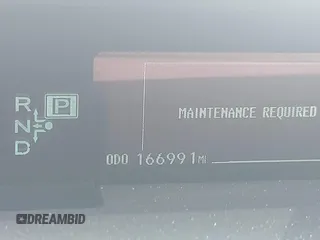 MAINTENANCE REQUIRED
R
P
N
D
ODO 166991 MI
DREAMBID